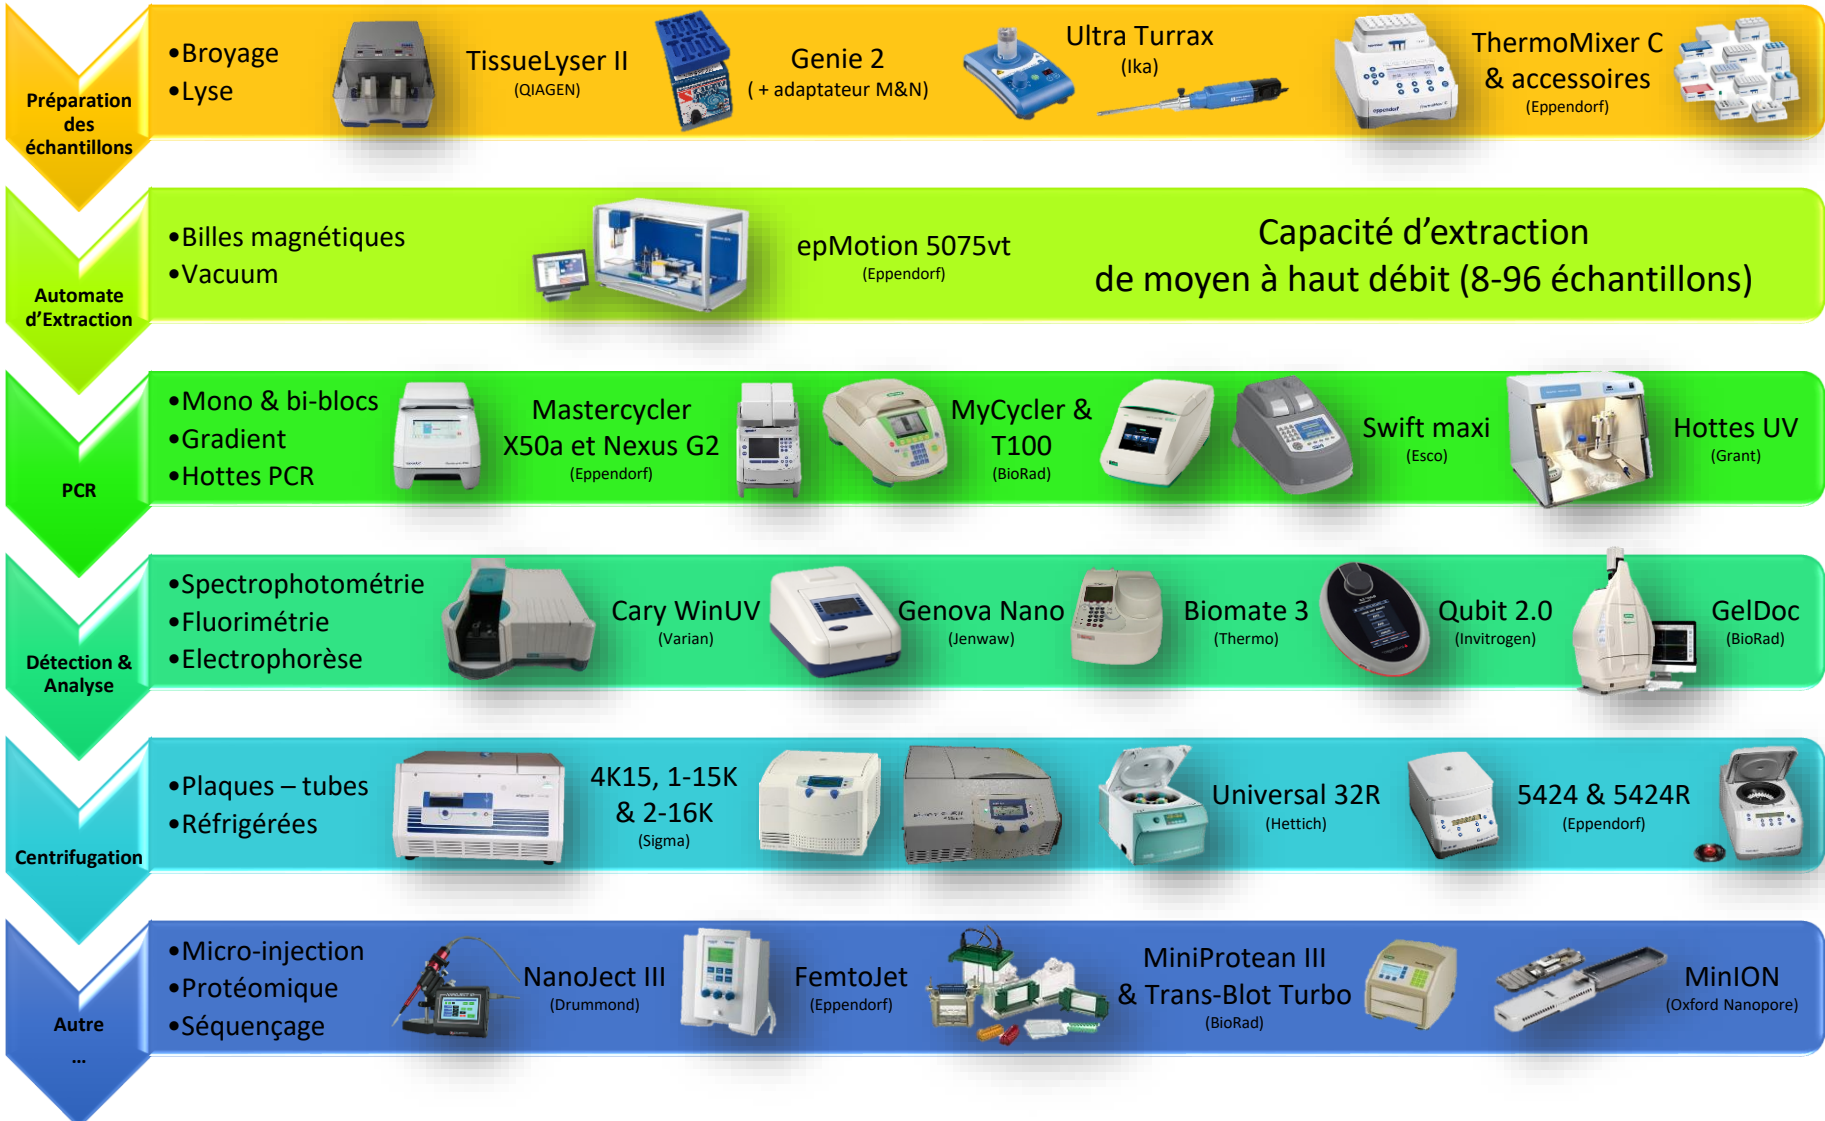 Préparation
des
échantillons
•Broyage
•Lyse
TissueLyser II
(QIAGEN)
Genie 2
( + adaptateur M&N)
Ultra Turrax
(Ika)
ThermoMixer C
& accessoires
(Eppendorf)
eppendorf
Automate
d’Extraction
•Billes magnétiques
•Vacuum
epMotion 5075vt
(Eppendorf)
Capacité d’extraction
de moyen à haut débit (8-96 échantillons)
PCR
•Mono & bi-blocs
•Gradient
•Hottes PCR
Mastercycler
X50a et Nexus G2
(Eppendorf)
MyCycler &
T100
(BioRad)
Swift maxi
(Esco)
Hottes UV
(Grant)
Détection &
Analyse
•Spectrophotométrie
•Fluorimétrie
•Electrophorèse
Cary WinUV
(Varian)
Genova Nano
(Jenwaw)
Biomate 3
(Thermo)
Qubit 2.0
(Invitrogen)
GelDoc
(BioRad)
Centrifugation
•Plaques – tubes
•Réfrigérées
4K15, 1-15K
& 2-16K
(Sigma)
Universal 32R
(Hettich)
5424 & 5424R
(Eppendorf)
Autre
...
•Micro-injection
•Protéomique
•Séquençage
NanoJect III
(Drummond)
FemtoJet
(Eppendorf)
MiniProtean III
& Trans-Blot Turbo
(BioRad)
MinION
(Oxford Nanopore)